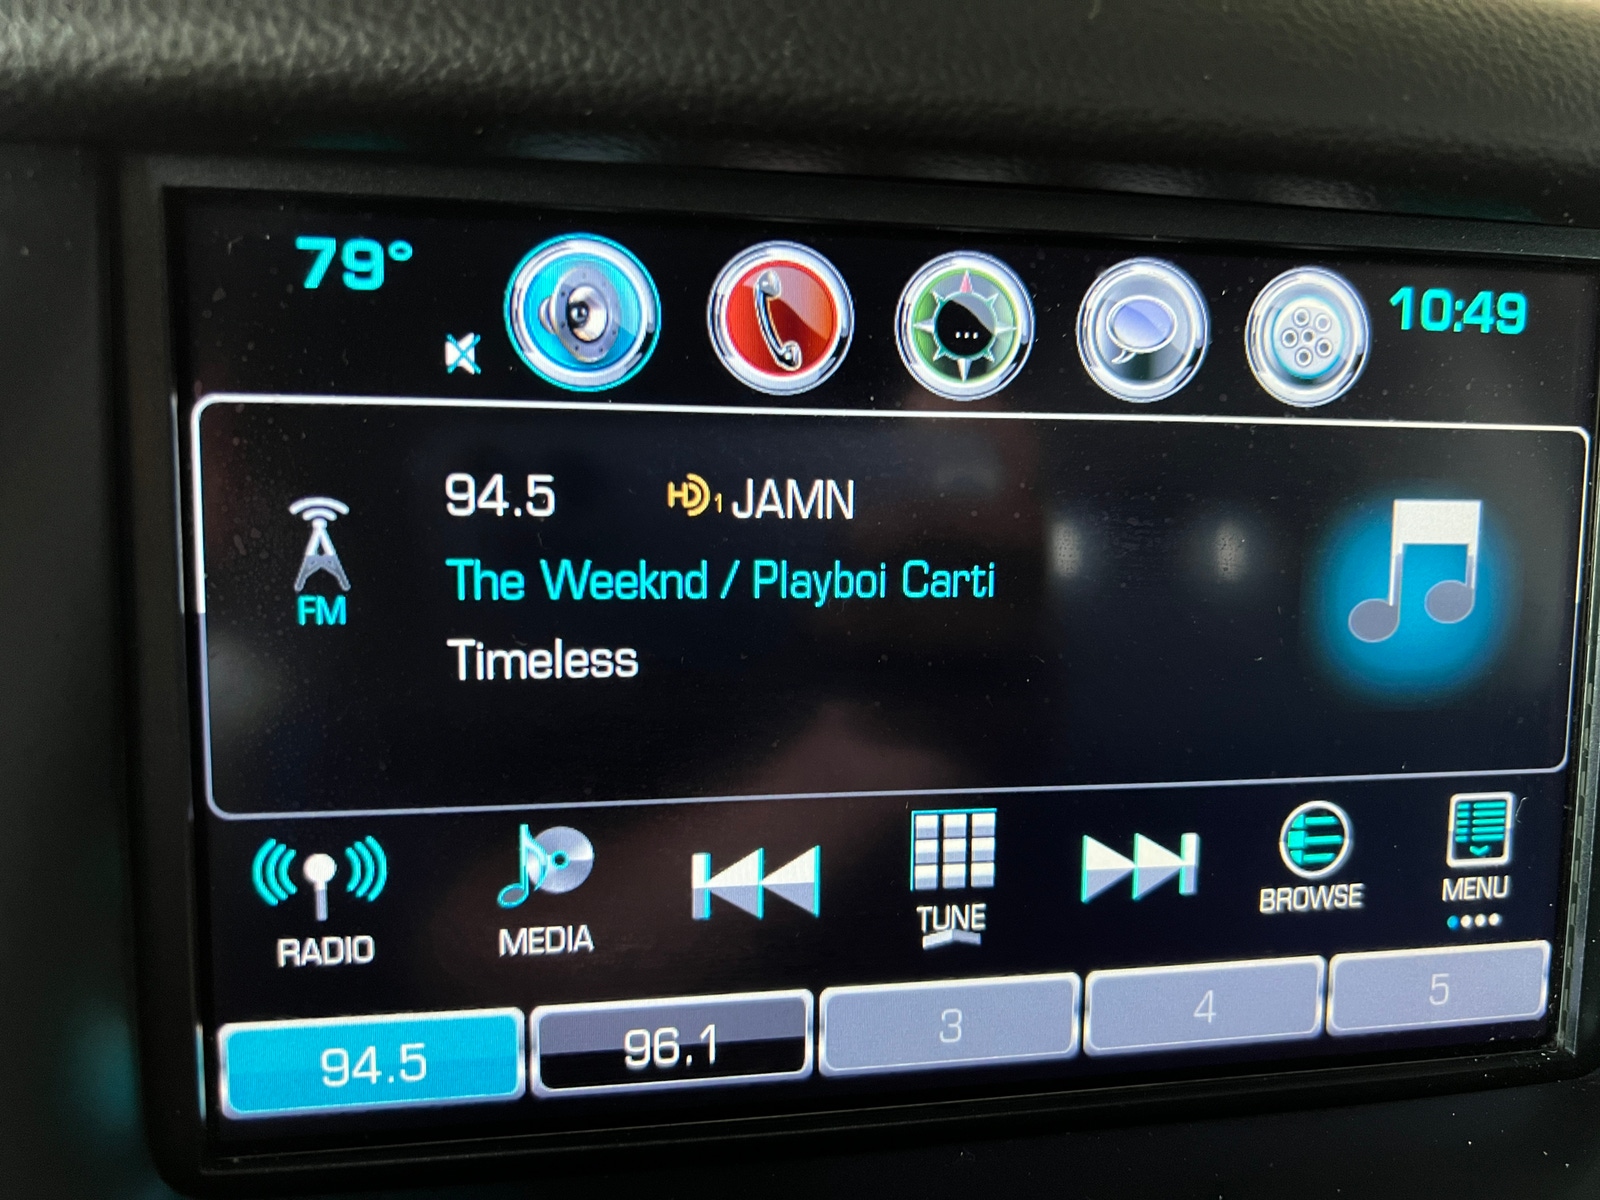 79°
10:49
94.5 HD1 JAMN
The Weeknd / Playboi Carti
FM
Timeless
RADIO
MEDIA
TUNE
BROWSE
MENU
94.5
96.1
3
4
5